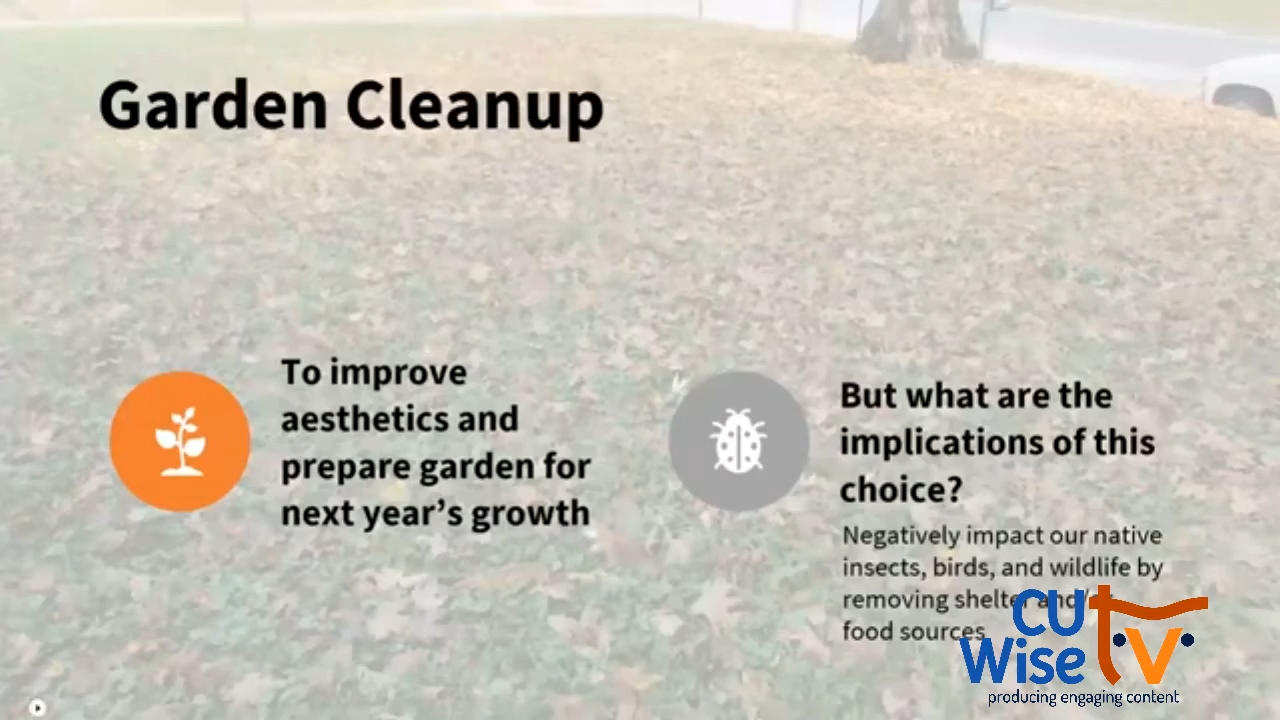 Garden Cleanup
To improve
aesthetics and
prepare garden for
next year's growth
But what are the
implications of this
choice?
Negatively impact our native
insects, birds, and wildlife by
removing shelter and/or
food sources
CU
Wise tv
producing engaging content